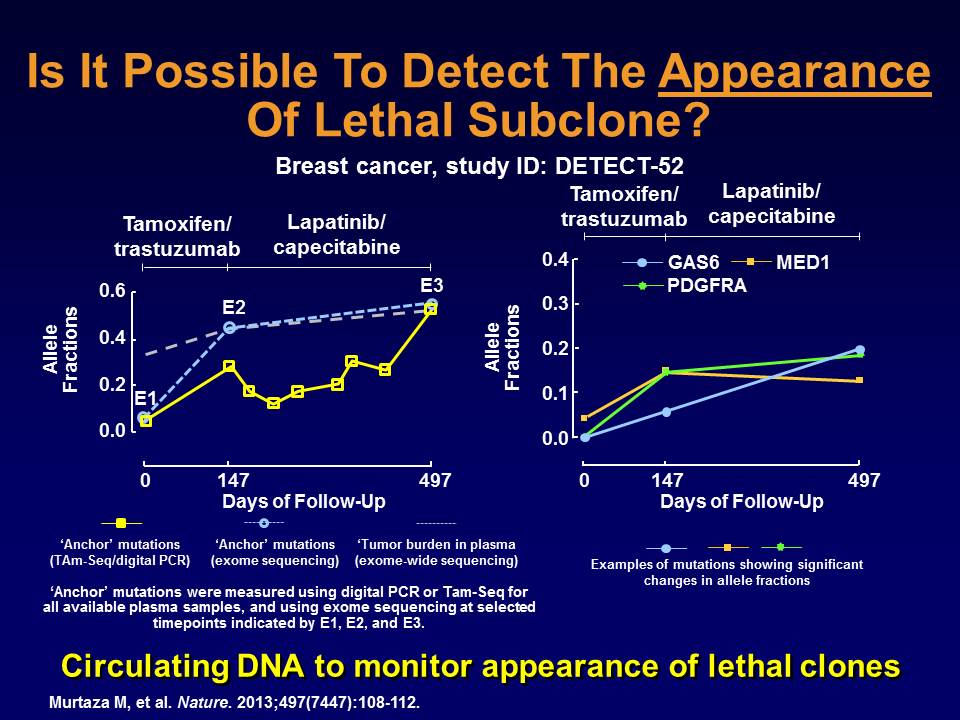 Is It Possible To Detect The Appearance
Of Lethal Subclone?
Breast cancer, study ID: DETECT-52
Tamoxifen/
trastuzumab
Lapatinib/
capecitabine
Allele
Fractions
0.6
0.4
0.2
0.0
E1
E2
E3
0
147
497
Days of Follow-Up
‘Anchor’ mutations
(TAm-Seq/digital PCR)
‘Anchor’ mutations
(exome sequencing)
‘Tumor burden in plasma
(exome-wide sequencing)
‘Anchor’ mutations were measured using digital PCR or Tam-Seq for
all available plasma samples, and using exome sequencing at selected
timepoints indicated by E1, E2, and E3.
Tamoxifen/
trastuzumab
Lapatinib/
capecitabine
GAS6
MED1
PDGFRA
Allele
Fractions
0.4
0.3
0.2
0.1
0.0
0
147
497
Days of Follow-Up
Examples of mutations showing significant
changes in allele fractions
Circulating DNA to monitor appearance of lethal clones
Murtaza M, et al. Nature. 2013;497(7447):108-112.